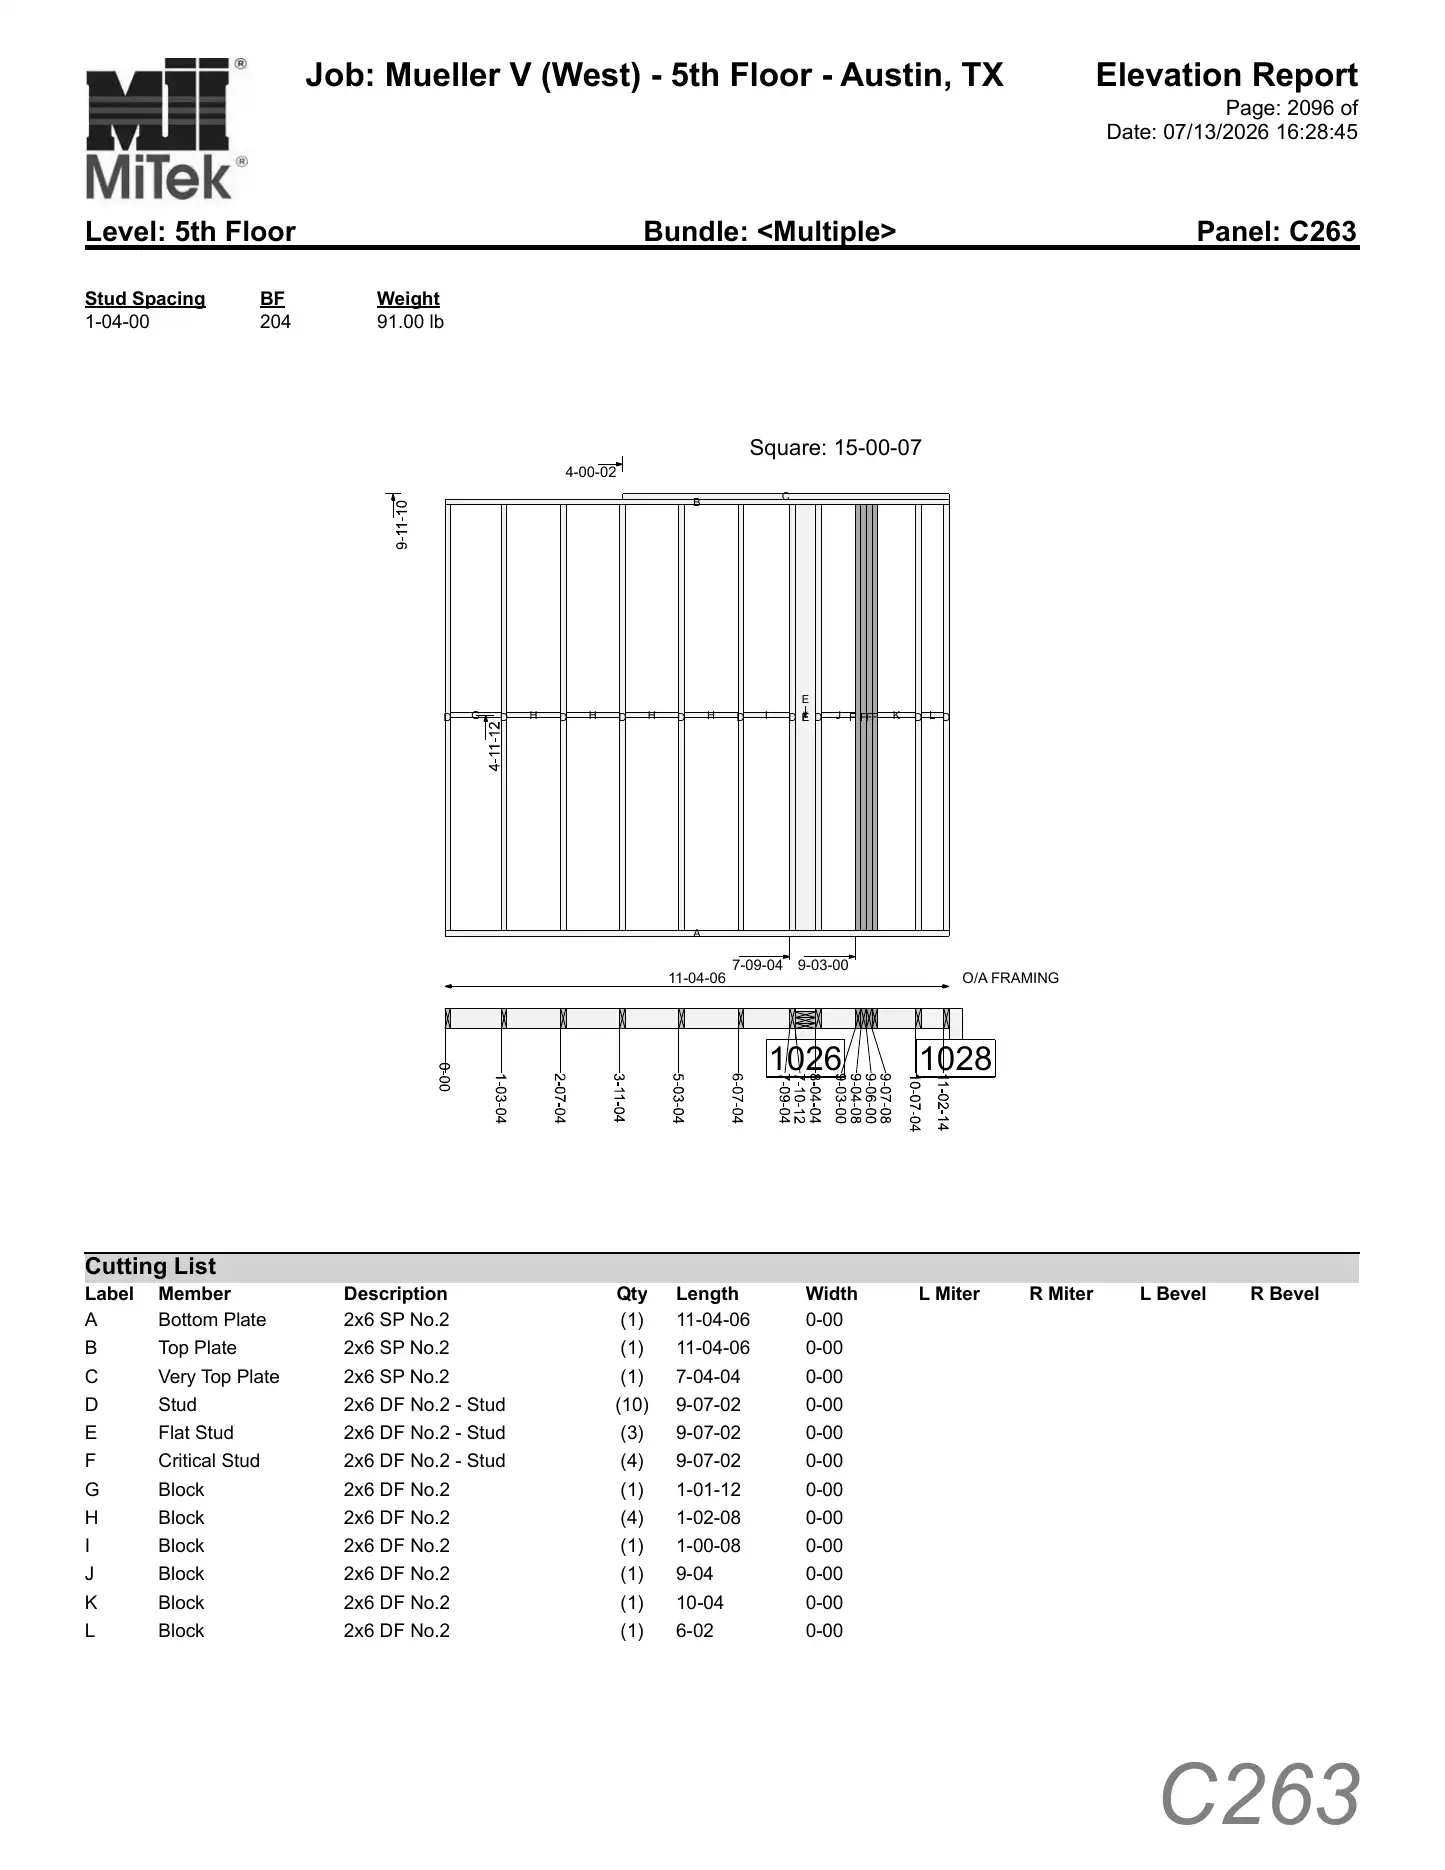 Job: Mueller V (West) - 5th Floor - Austin, TX
Elevation Report
Page: 2096 of
Date: 07/13/2026 16:28:45
MiTek®
Level: 5th Floor Bundle: <Multiple> Panel: C263
Stud Spacing BF Weight
1-04-00 204 91.00 lb
Square: 15-00-07
4-00-02
C
B
9-11-10
E
G H H H H I E J F F F K L
4-11-12
A
7-09-04 9-03-00
11-04-06 O/A FRAMING
1026 1028
0-00 1-03-04 2-07-04 3-11-04 5-03-04 6-07-04 7-09-04 7-10-12 8-04-04 9-03-00 9-04-08 9-06-00 9-07-08 10-07-04 11-02-14
Cutting List
Label Member Description Qty Length Width L Miter R Miter L Bevel R Bevel
A Bottom Plate 2x6 SP No.2 (1) 11-04-06 0-00
B Top Plate 2x6 SP No.2 (1) 11-04-06 0-00
C Very Top Plate 2x6 SP No.2 (1) 7-04-04 0-00
D Stud 2x6 DF No.2 - Stud (10) 9-07-02 0-00
E Flat Stud 2x6 DF No.2 - Stud (3) 9-07-02 0-00
F Critical Stud 2x6 DF No.2 - Stud (4) 9-07-02 0-00
G Block 2x6 DF No.2 (1) 1-01-12 0-00
H Block 2x6 DF No.2 (4) 1-02-08 0-00
I Block 2x6 DF No.2 (1) 1-00-08 0-00
J Block 2x6 DF No.2 (1) 9-04 0-00
K Block 2x6 DF No.2 (1) 10-04 0-00
L Block 2x6 DF No.2 (1) 6-02 0-00
C263